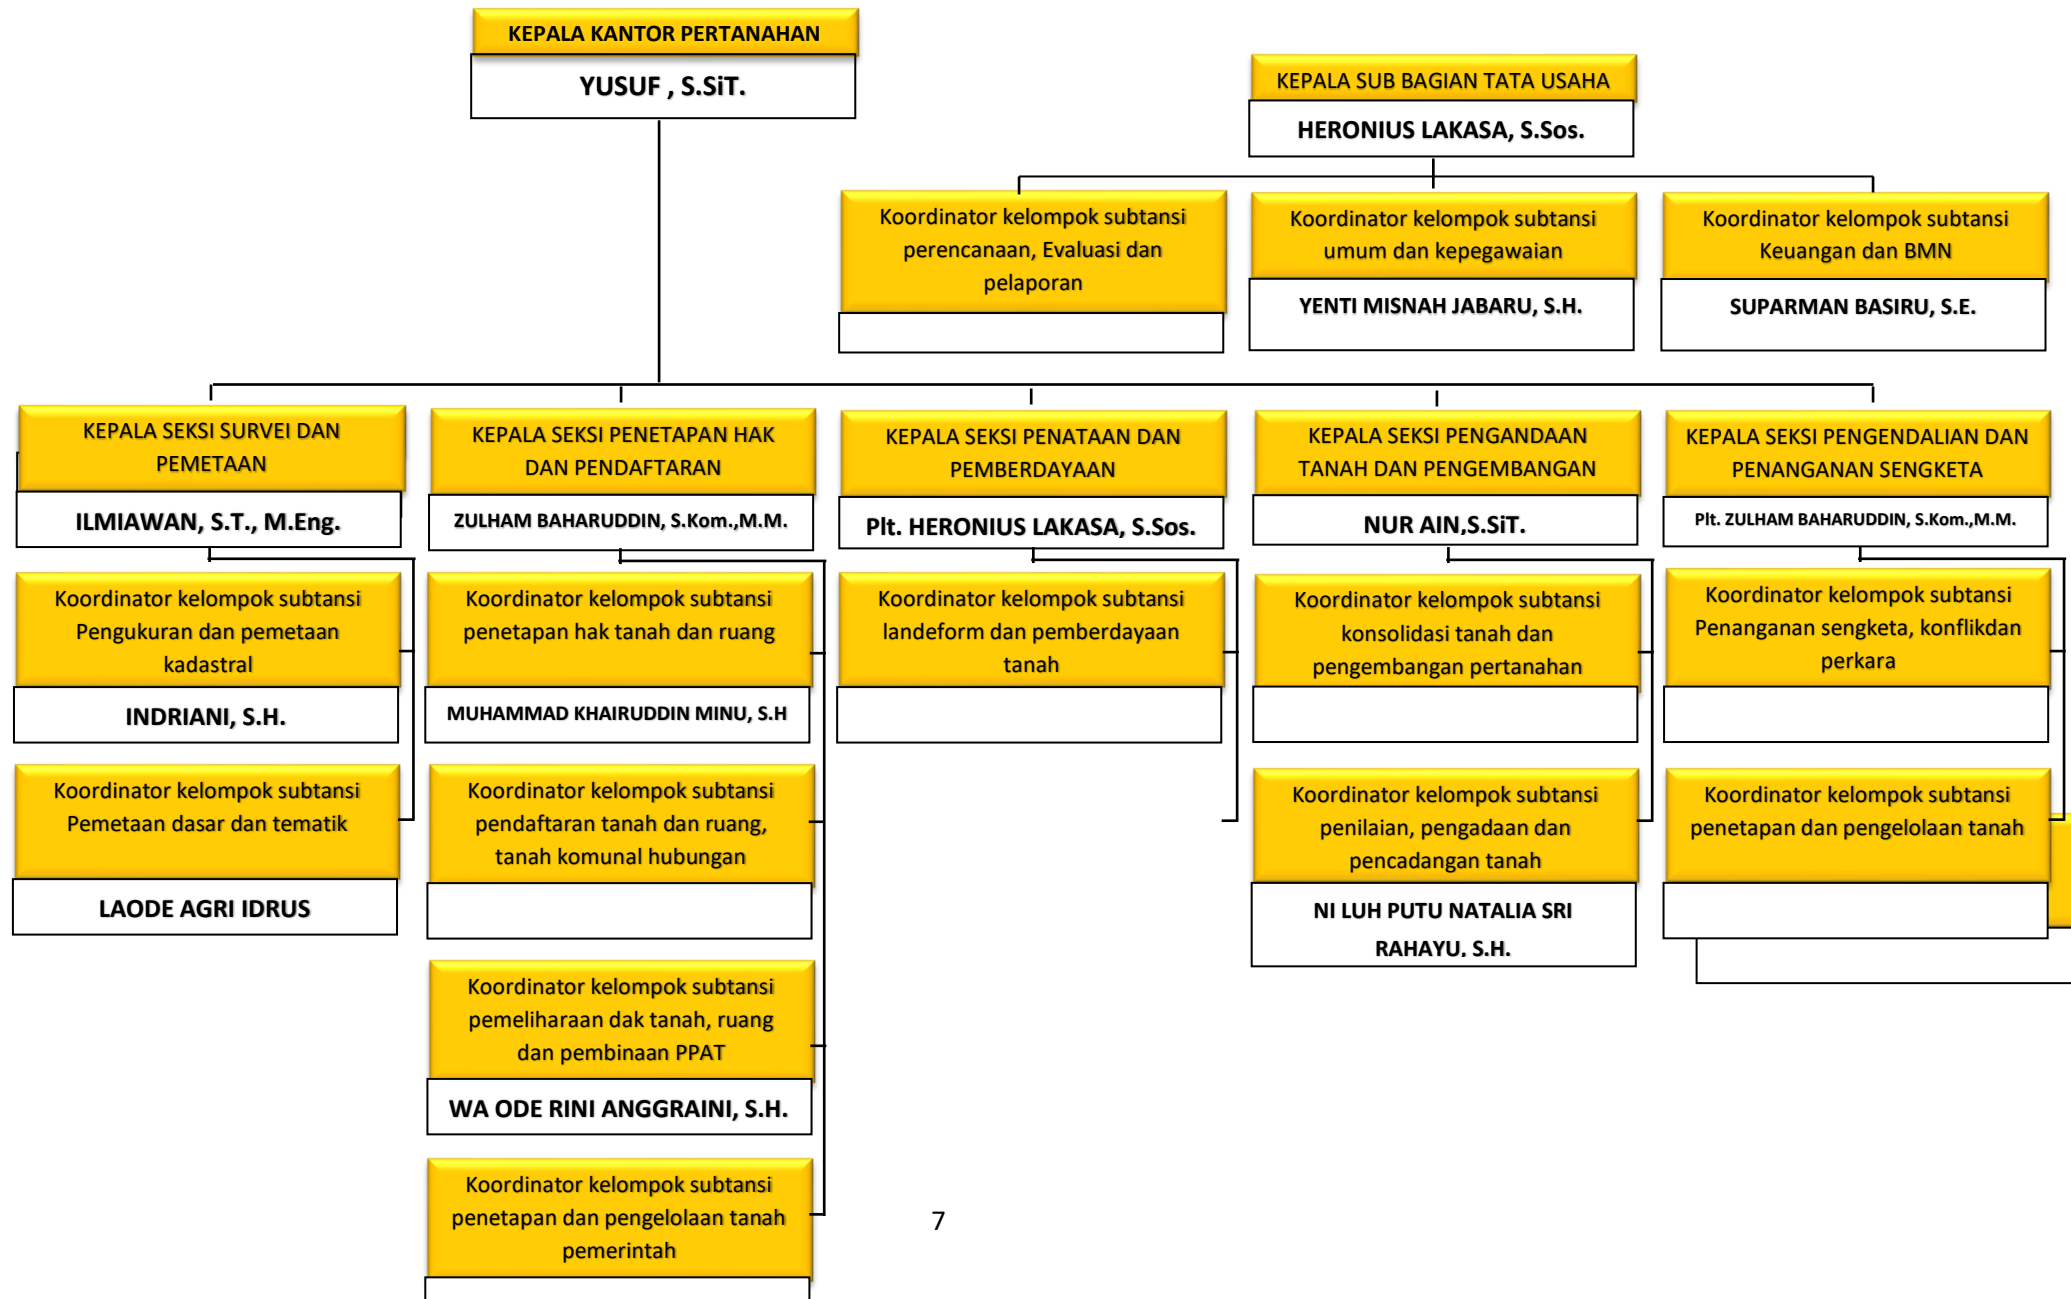 KEPALA KANTOR PERTANAHAN
YUSUF , S.SiT.
KEPALA SUB BAGIAN TATA USAHA
HERONIUS LAKASA, S.Sos.
Koordinator kelompok subtansi
perencanaan, Evaluasi dan
pelaporan
Koordinator kelompok subtansi
umum dan kepegawaian
YENTI MISNAH JABARU, S.H.
Koordinator kelompok subtansi
Keuangan dan BMN
SUPARMAN BASIRU, S.E.
KEPALA SEKSI SURVEI DAN
PEMETAAN
ILMIAWAN, S.T., M.Eng.
KEPALA SEKSI PENETAPAN HAK
DAN PENDAFTARAN
ZULHAM BAHARUDDIN, S.Kom.,M.M.
KEPALA SEKSI PENATAAN DAN
PEMBERDAYAAN
Plt. HERONIUS LAKASA, S.Sos.
KEPALA SEKSI PENGANDAAN
TANAH DAN PENGEMBANGAN
NUR AIN,S.SiT.
KEPALA SEKSI PENGENDALIAN DAN
PENANGANAN SENGKETA
Plt. ZULHAM BAHARUDDIN, S.Kom.,M.M.
Koordinator kelompok subtansi
Pengukuran dan pemetaan
kadastral
INDRIANI, S.H.
Koordinator kelompok subtansi
penetapan hak tanah dan ruang
MUHAMMAD KHAIRUDDIN MINU, S.H
Koordinator kelompok subtansi
landeform dan pemberdayaan
tanah
Koordinator kelompok subtansi
konsolidasi tanah dan
pengembangan pertanahan
Koordinator kelompok subtansi
Penanganan sengketa, konflikdan
perkara
Koordinator kelompok subtansi
Pemetaan dasar dan tematik
LAODE AGRI IDRUS
Koordinator kelompok subtansi
pendaftaran tanah dan ruang,
tanah komunal hubungan
Koordinator kelompok subtansi
penilaian, pengadaan dan
pencadangan tanah
NI LUH PUTU NATALIA SRI
RAHAYU, S.H.
Koordinator kelompok subtansi
penetapan dan pengelolaan tanah
Koordinator kelompok subtansi
pemeliharaan dak tanah, ruang
dan pembinaan PPAT
WA ODE RINI ANGGRAINI, S.H.
Koordinator kelompok subtansi
penetapan dan pengelolaan tanah
pemerintah
7